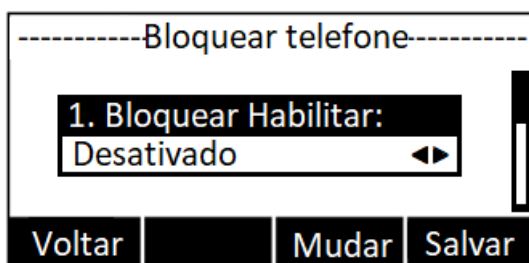 -----------Bloquear telefone-----------
1. Bloquear Habilitar:
Desativado
Voltar Mudar Salvar